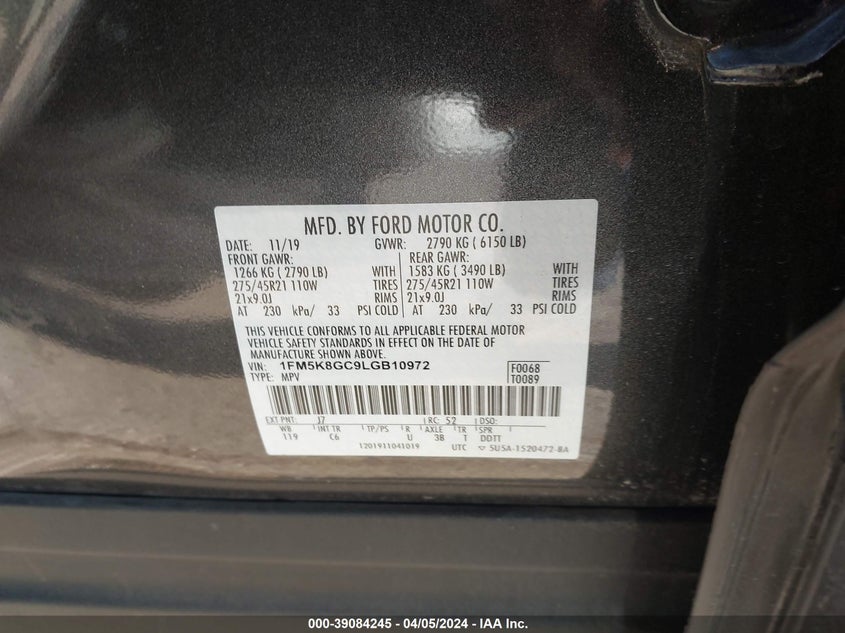 MFD. BY FORD MOTOR CO.
DATE: 11/19 GVWR: 2790 KG ( 6150 LB)
FRONT GAWR: REAR GAWR:
1266 KG ( 2790 LB) WITH 1583 KG ( 3490 LB) WITH
275/45R21 110W TIRES 275/45R21 110W TIRES
21x9.0J RIMS 21x9.0J RIMS
AT 230 kPa/ 33 PSI COLD AT 230 kPa/ 33 PSI COLD
THIS VEHICLE CONFORMS TO ALL APPLICABLE FEDERAL MOTOR
VEHICLE SAFETY STANDARDS IN EFFECT ON THE DATE OF
MANUFACTURE SHOWN ABOVE.
VIN: 1FM5K8GC9LGB10972 F0068
TYPE: MPV T0089
EXT PNT: J7 RC: 52 DSO:
WB INT TR TP/PS R AXLE TR SPR
119 C6 U 3B T DDTT
1201911041019 UTC ▽ SU5A-1520472-BA
000-39084245 - 04/05/2024 - IAA Inc.